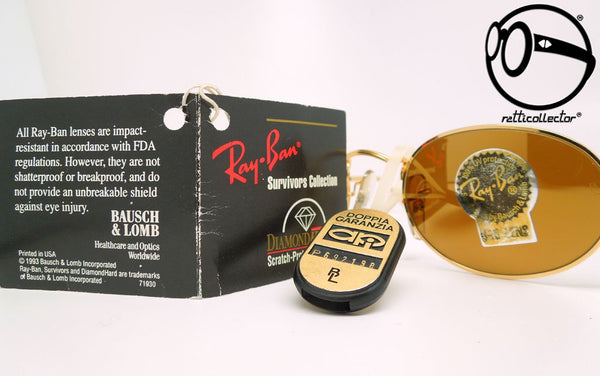 All Ray-Ban lenses are impact-
resistant in accordance with FDA
regulations. However, they are not
shatterproof or breakproof, and do
not provide an unbreakable shield
against eye injury.
BAUSCH
& LOMB
Healthcare and Optics
Worldwide
Printed in USA
© 1993 Bausch & Lomb Incorporated
Ray-Ban, Survivors and DiamondHard are trademarks
of Bausch & Lomb Incorporated
71930
Ray-Ban
Survivors Collection
DIAMONDH
Scratch-Pro
DOPPIA
GARANZIA
BL
Ray-Ban
retticollector®